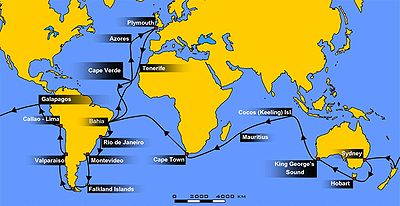 Plymouth
Azores
Cape Verde
Tenerife
Galapagos
Callao - Lima
Bahia
Cocos (Keeling) Isl
Rio de Janeiro
Mauritius
Sydney
Valparaiso
Montevideo
Cape Town
King George's
Sound
Hobart
Falkland Islands
0 2000 4000
KM